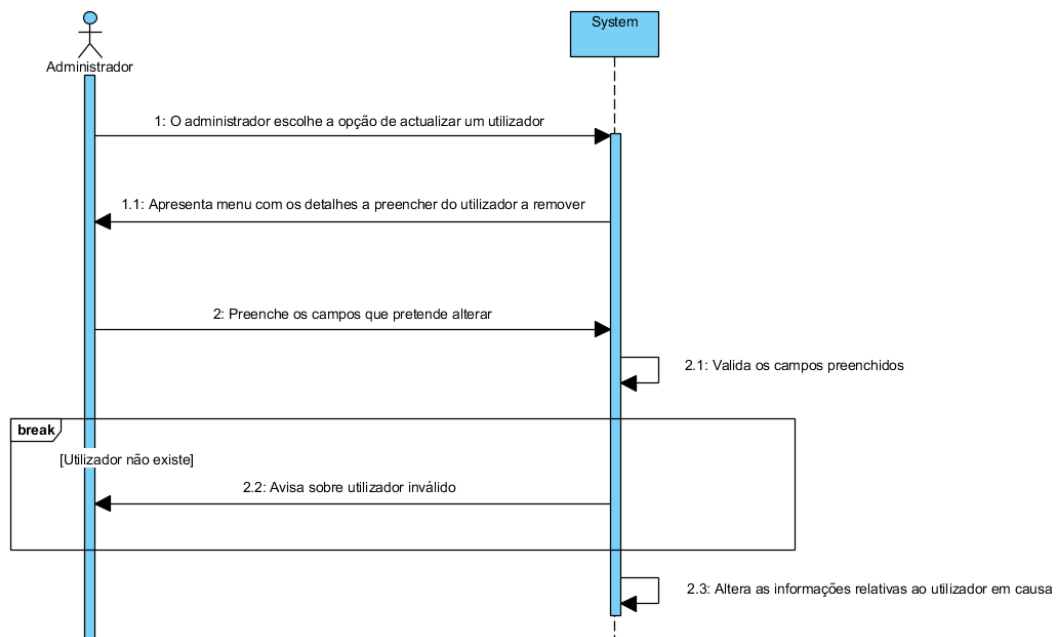 System
Administrador
1: O administrador escolhe a opção de actualizar um utilizador
1.1: Apresenta menu com os detalhes a preencher do utilizador a remover
2: Preenche os campos que pretende alterar
2.1: Valida os campos preenchidos
break
[Utilizador não existe]
2.2: Avisa sobre utilizador inválido
2.3: Altera as informações relativas ao utilizador em causa